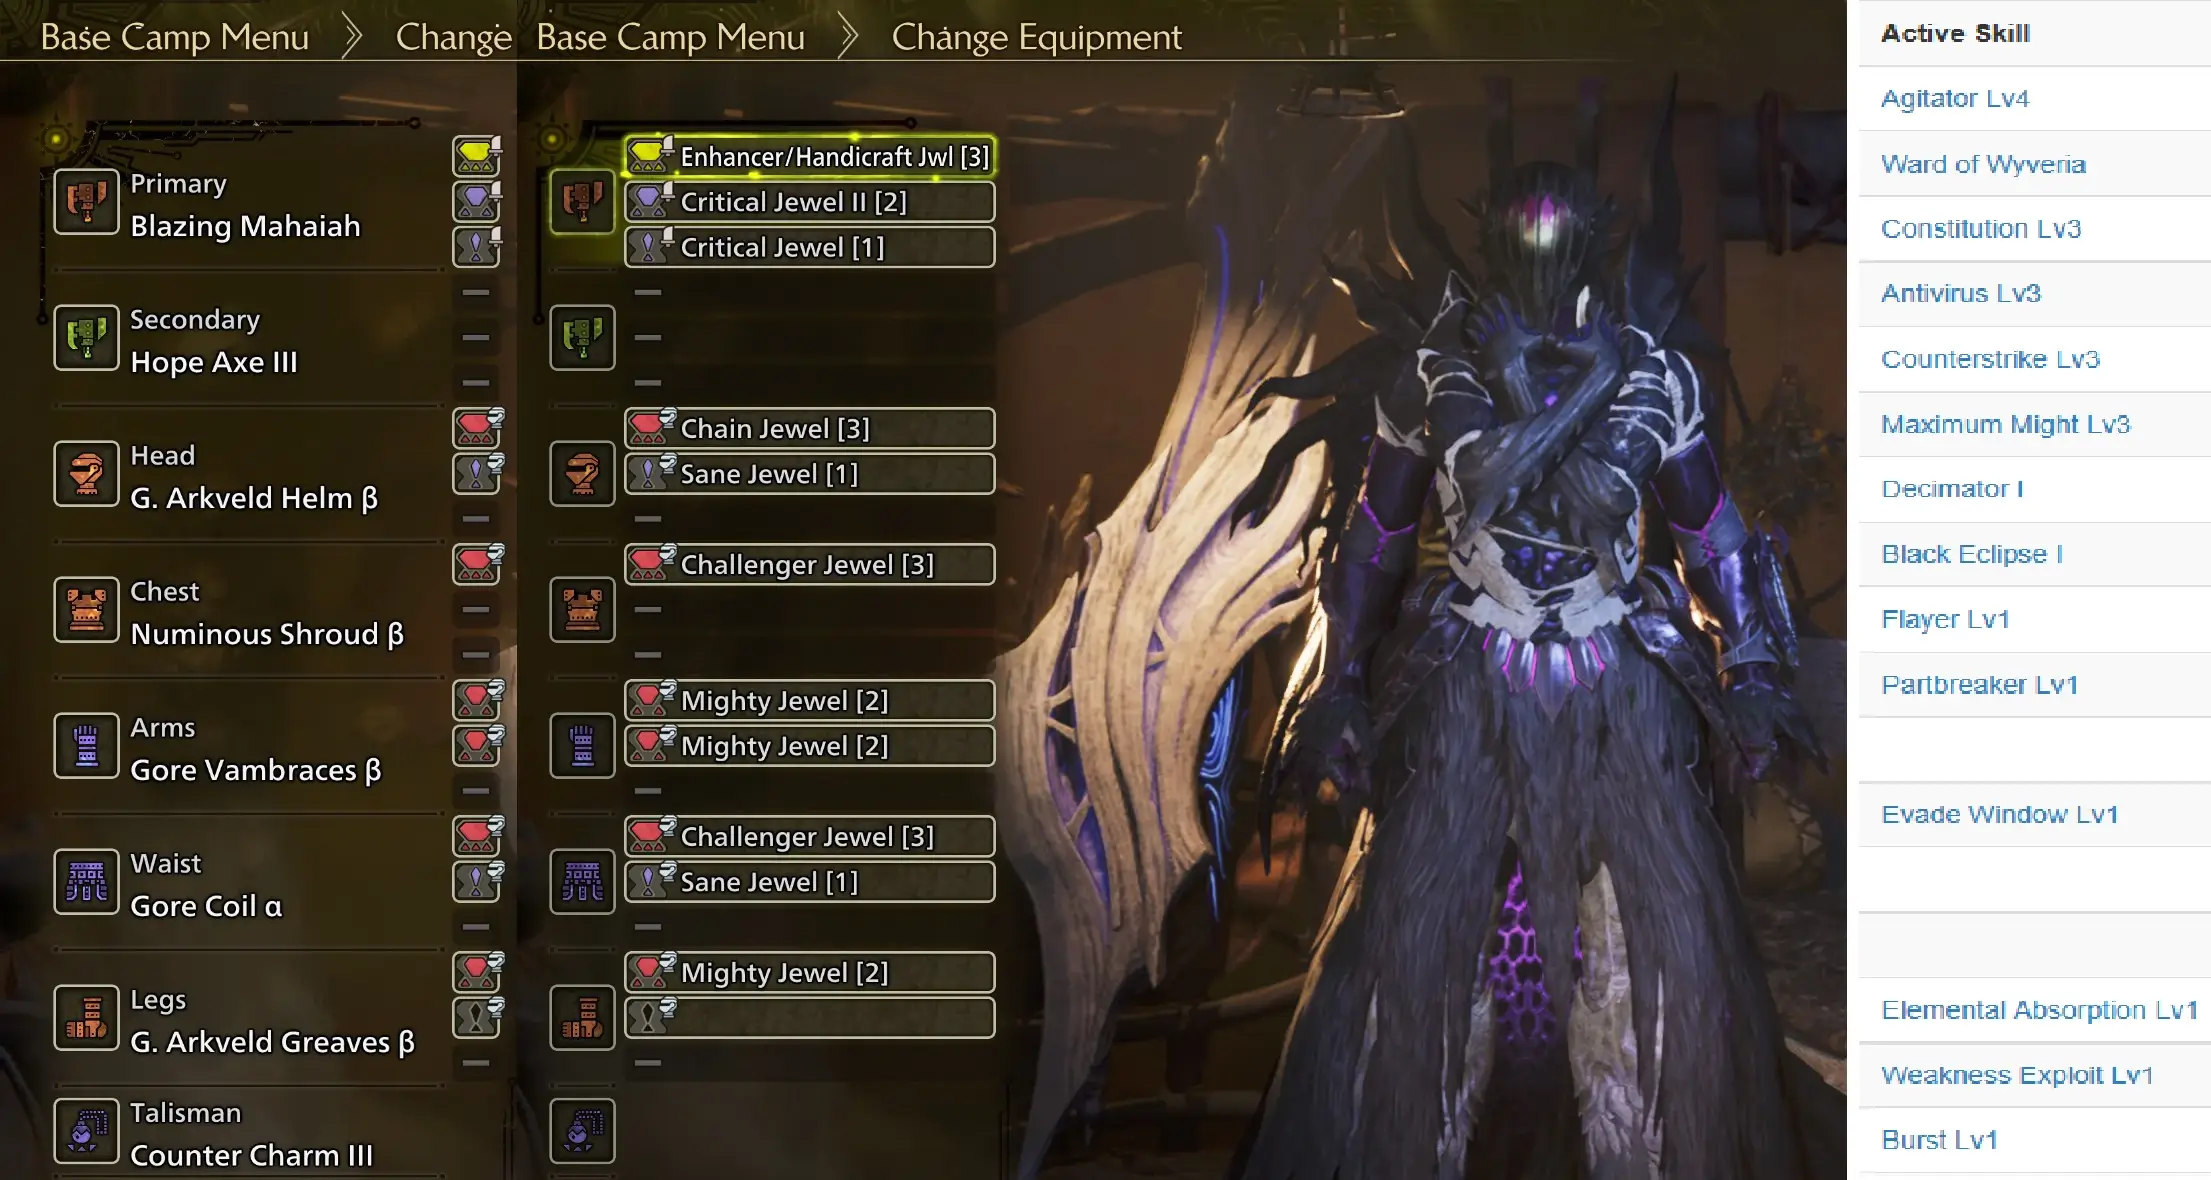 Base Camp Menu
Change
Primary
Blazing Mahaiah
Secondary
Hope Axe III
Head
G. Arkveld Helm β
Chest
Numinous Shroud β
Arms
Gore Vambraces β
Waist
Gore Coil α
Legs
G. Arkveld Greaves β
Talisman
Counter Charm III
Base Camp Menu
Change Equipment
Enhancer/Handicraft Jwl [3]
Critical Jewel II [2]
Critical Jewel [1]
Chain Jewel [3]
Sane Jewel [1]
Challenger Jewel [3]
Mighty Jewel [2]
Mighty Jewel [2]
Challenger Jewel [3]
Sane Jewel [1]
Mighty Jewel [2]
Active Skill
Agitator Lv4
Ward of Wyveria
Constitution Lv3
Antivirus Lv3
Counterstrike Lv3
Maximum Might Lv3
Decimator I
Black Eclipse I
Flayer Lv1
Partbreaker Lv1
Evade Window Lv1
Elemental Absorption Lv1
Weakness Exploit Lv1
Burst Lv1